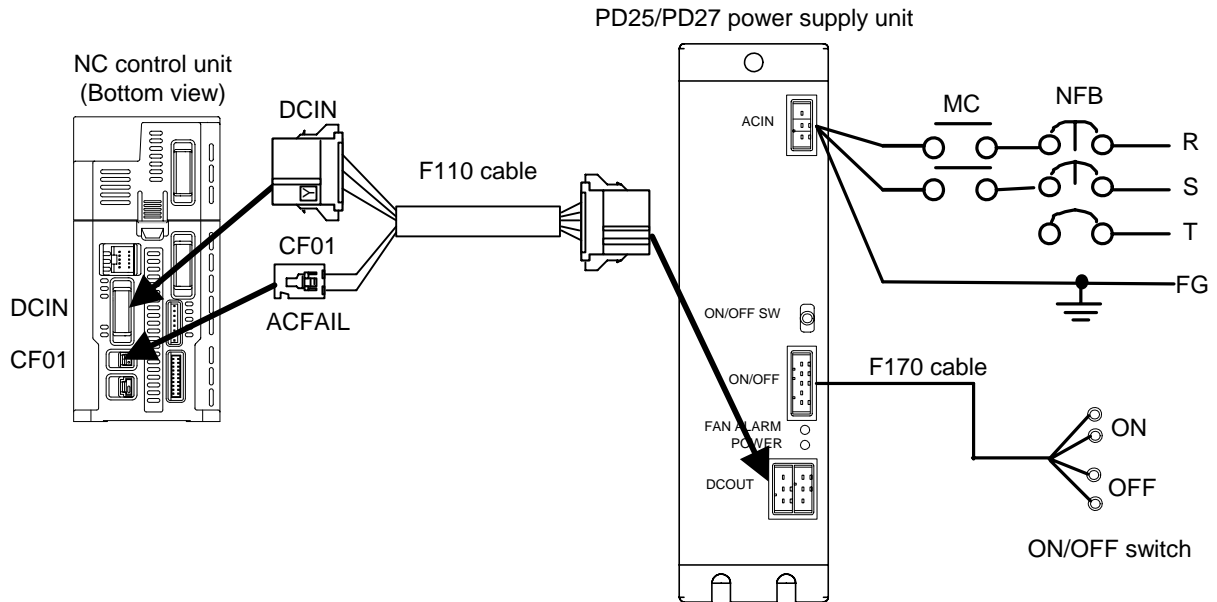 PD25/PD27 power supply unit
NC control unit
(Bottom view)
DCIN
F110 cable
CF01
ACFAIL
DCIN
CF01
Y
ACIN
MC
NFB
R
S
T
FG
ON/OFF SW
ON/OFF
F170 cable
FAN ALARM
POWER
DCOUT
ON
OFF
ON/OFF switch